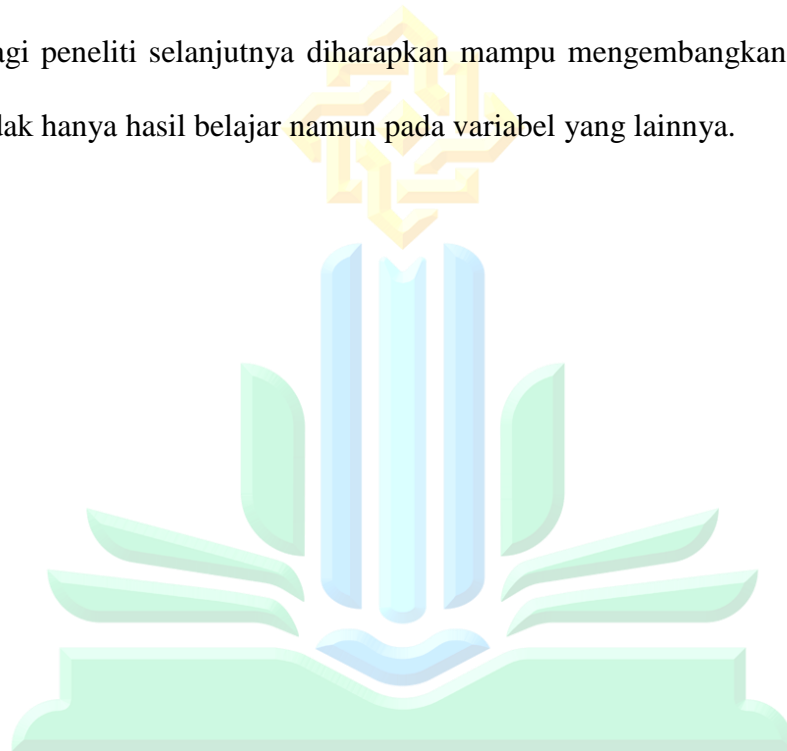 agi peneliti selanjutnya diharapkan mampu mengembangkan
dak hanya hasil belajar namun pada variabel yang lainnya.